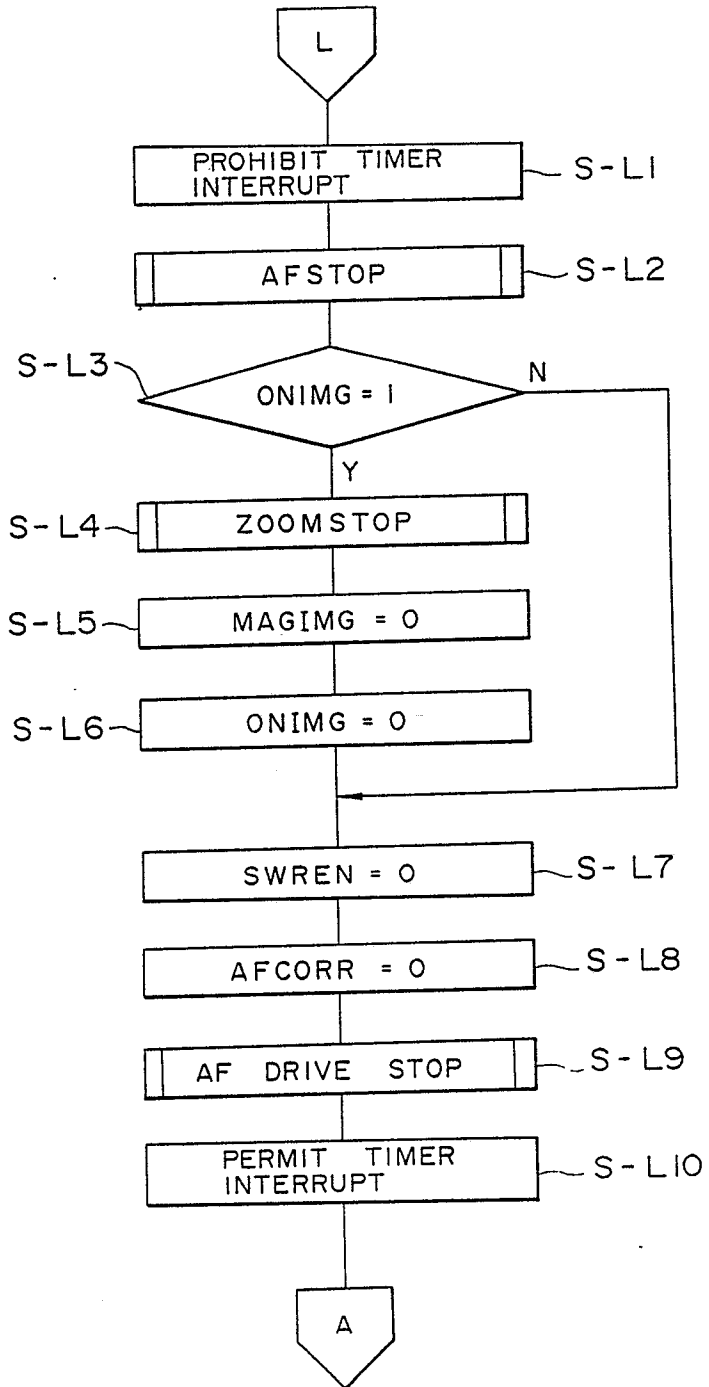 L
PROHIBIT TIMER
INTERRUPT
S-L1
AFSTOP
S-L2
S-L3
ONIMG = 1
N
Y
S-L4
ZOOMSTOP
S-L5
MAGIMG = 0
S-L6
ONIMG = 0
SWREN = 0
S-L7
AFCORR = 0
S-L8
AF DRIVE STOP
S-L9
PERMIT TIMER
INTERRUPT
S-L10
A